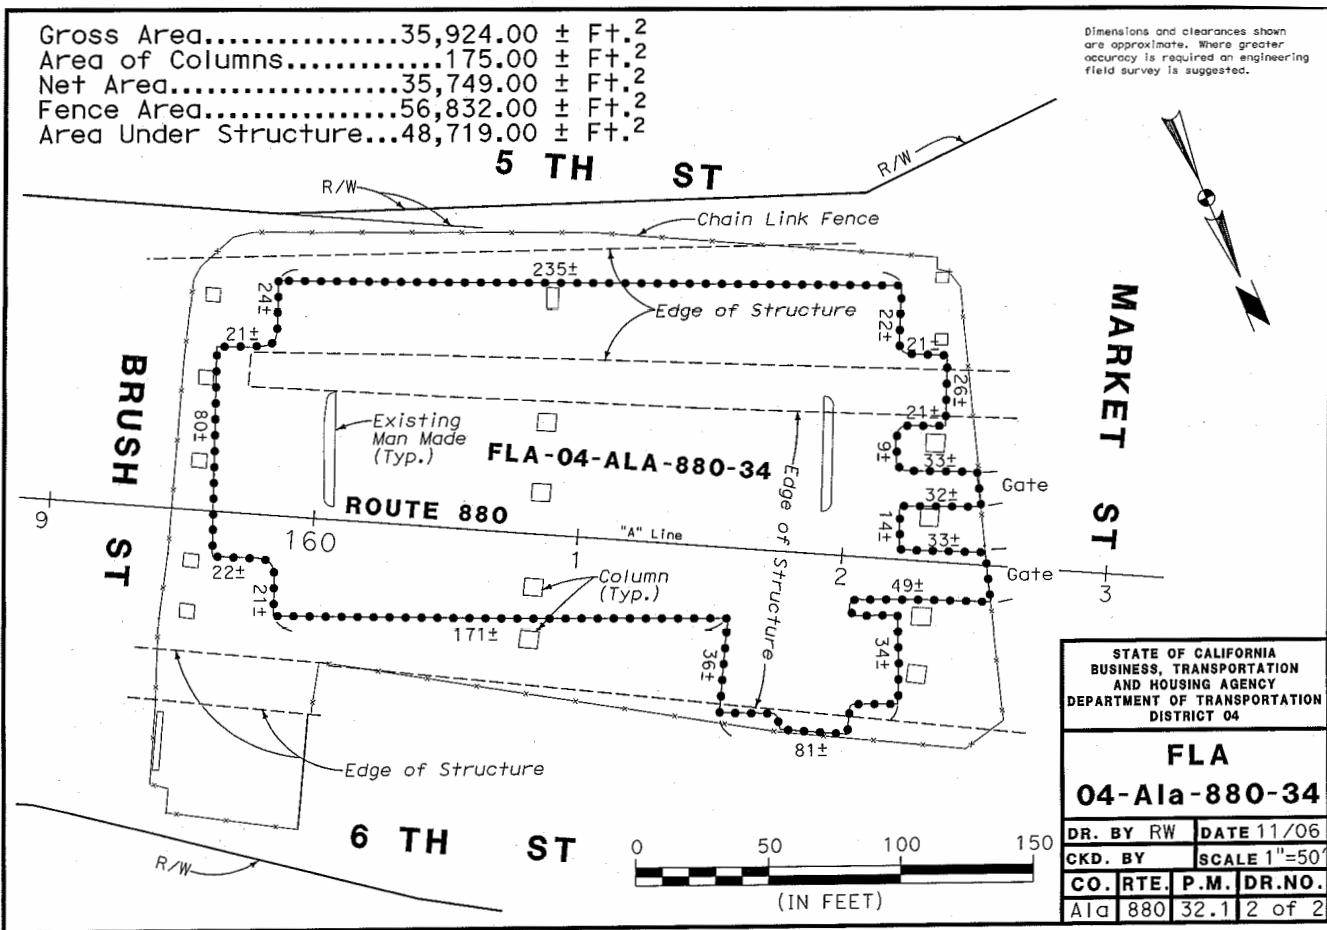 Gross Area................35,924.00 ± Ft.²
Area of Columns.............175.00 ± Ft.²
Net Area...................35,749.00 ± Ft.²
Fence Area................56,832.00 ± Ft.²
Area Under Structure...48,719.00 ± Ft.²
Dimensions and clearances shown
are approximate. Where greater
accuracy is required an engineering
field survey is suggested.
5 TH ST
R/W
R/W
Chain Link Fence
235±
24±
Edge of Structure
22±
21±
21±
MARKET ST
BRUSH ST
26±
80±
Existing
Man Made
(Typ.)
21±
9±
FLA-04-ALA-880-34
33±
Edge of Structure
Gate
ROUTE 880
32±
9
160
1
"A" Line
14±
33±
2
3
Gate
22±
21±
Column
(Typ.)
49±
171±
36±
34±
81±
Edge of Structure
6 TH ST
R/W
0 50 100 150
(IN FEET)
STATE OF CALIFORNIA
BUSINESS, TRANSPORTATION
AND HOUSING AGENCY
DEPARTMENT OF TRANSPORTATION
DISTRICT 04
FLA
04-Ala-880-34
DR. BY RW DATE 11/06
CKD. BY SCALE 1"=50'
CO. RTE. P.M. DR.NO.
Ala 880 32.1 2 of 2